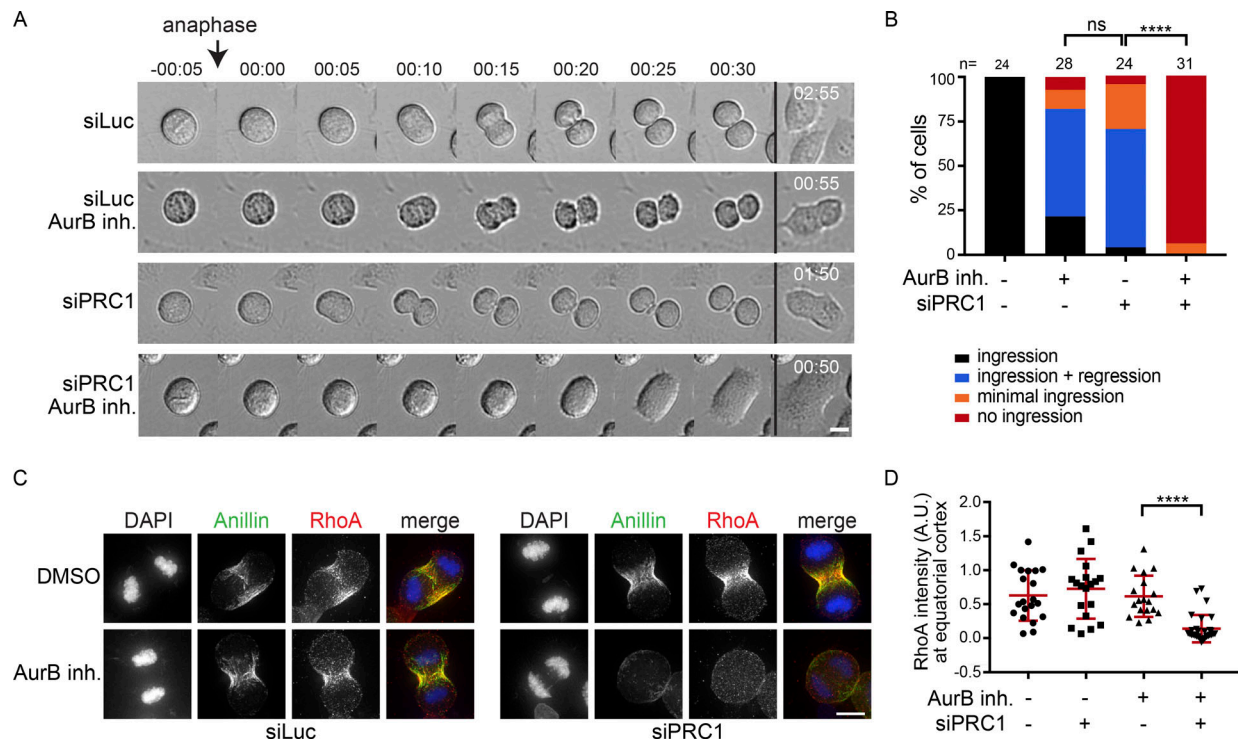 A
anaphase
-00:05 00:00 00:05 00:10 00:15 00:20 00:25 00:30
siLuc
02:55
siLuc
AurB inh.
00:55
siPRC1
01:50
siPRC1
AurB inh.
00:50
B
ns ****
n= 24 28 24 31
100
75
50
25
0
% of cells
AurB inh. - + - +
siPRC1 - - + +
ingression
ingression + regression
minimal ingression
no ingression
C
DAPI Anillin RhoA merge DAPI Anillin RhoA merge
DMSO
AurB inh.
siLuc siPRC1
D
****
2.0
1.5
1.0
0.5
0.0
-0.5
RhoA intensity (A.U.)
at equatorial cortex
AurB inh. - - + +
siPRC1 - + - +